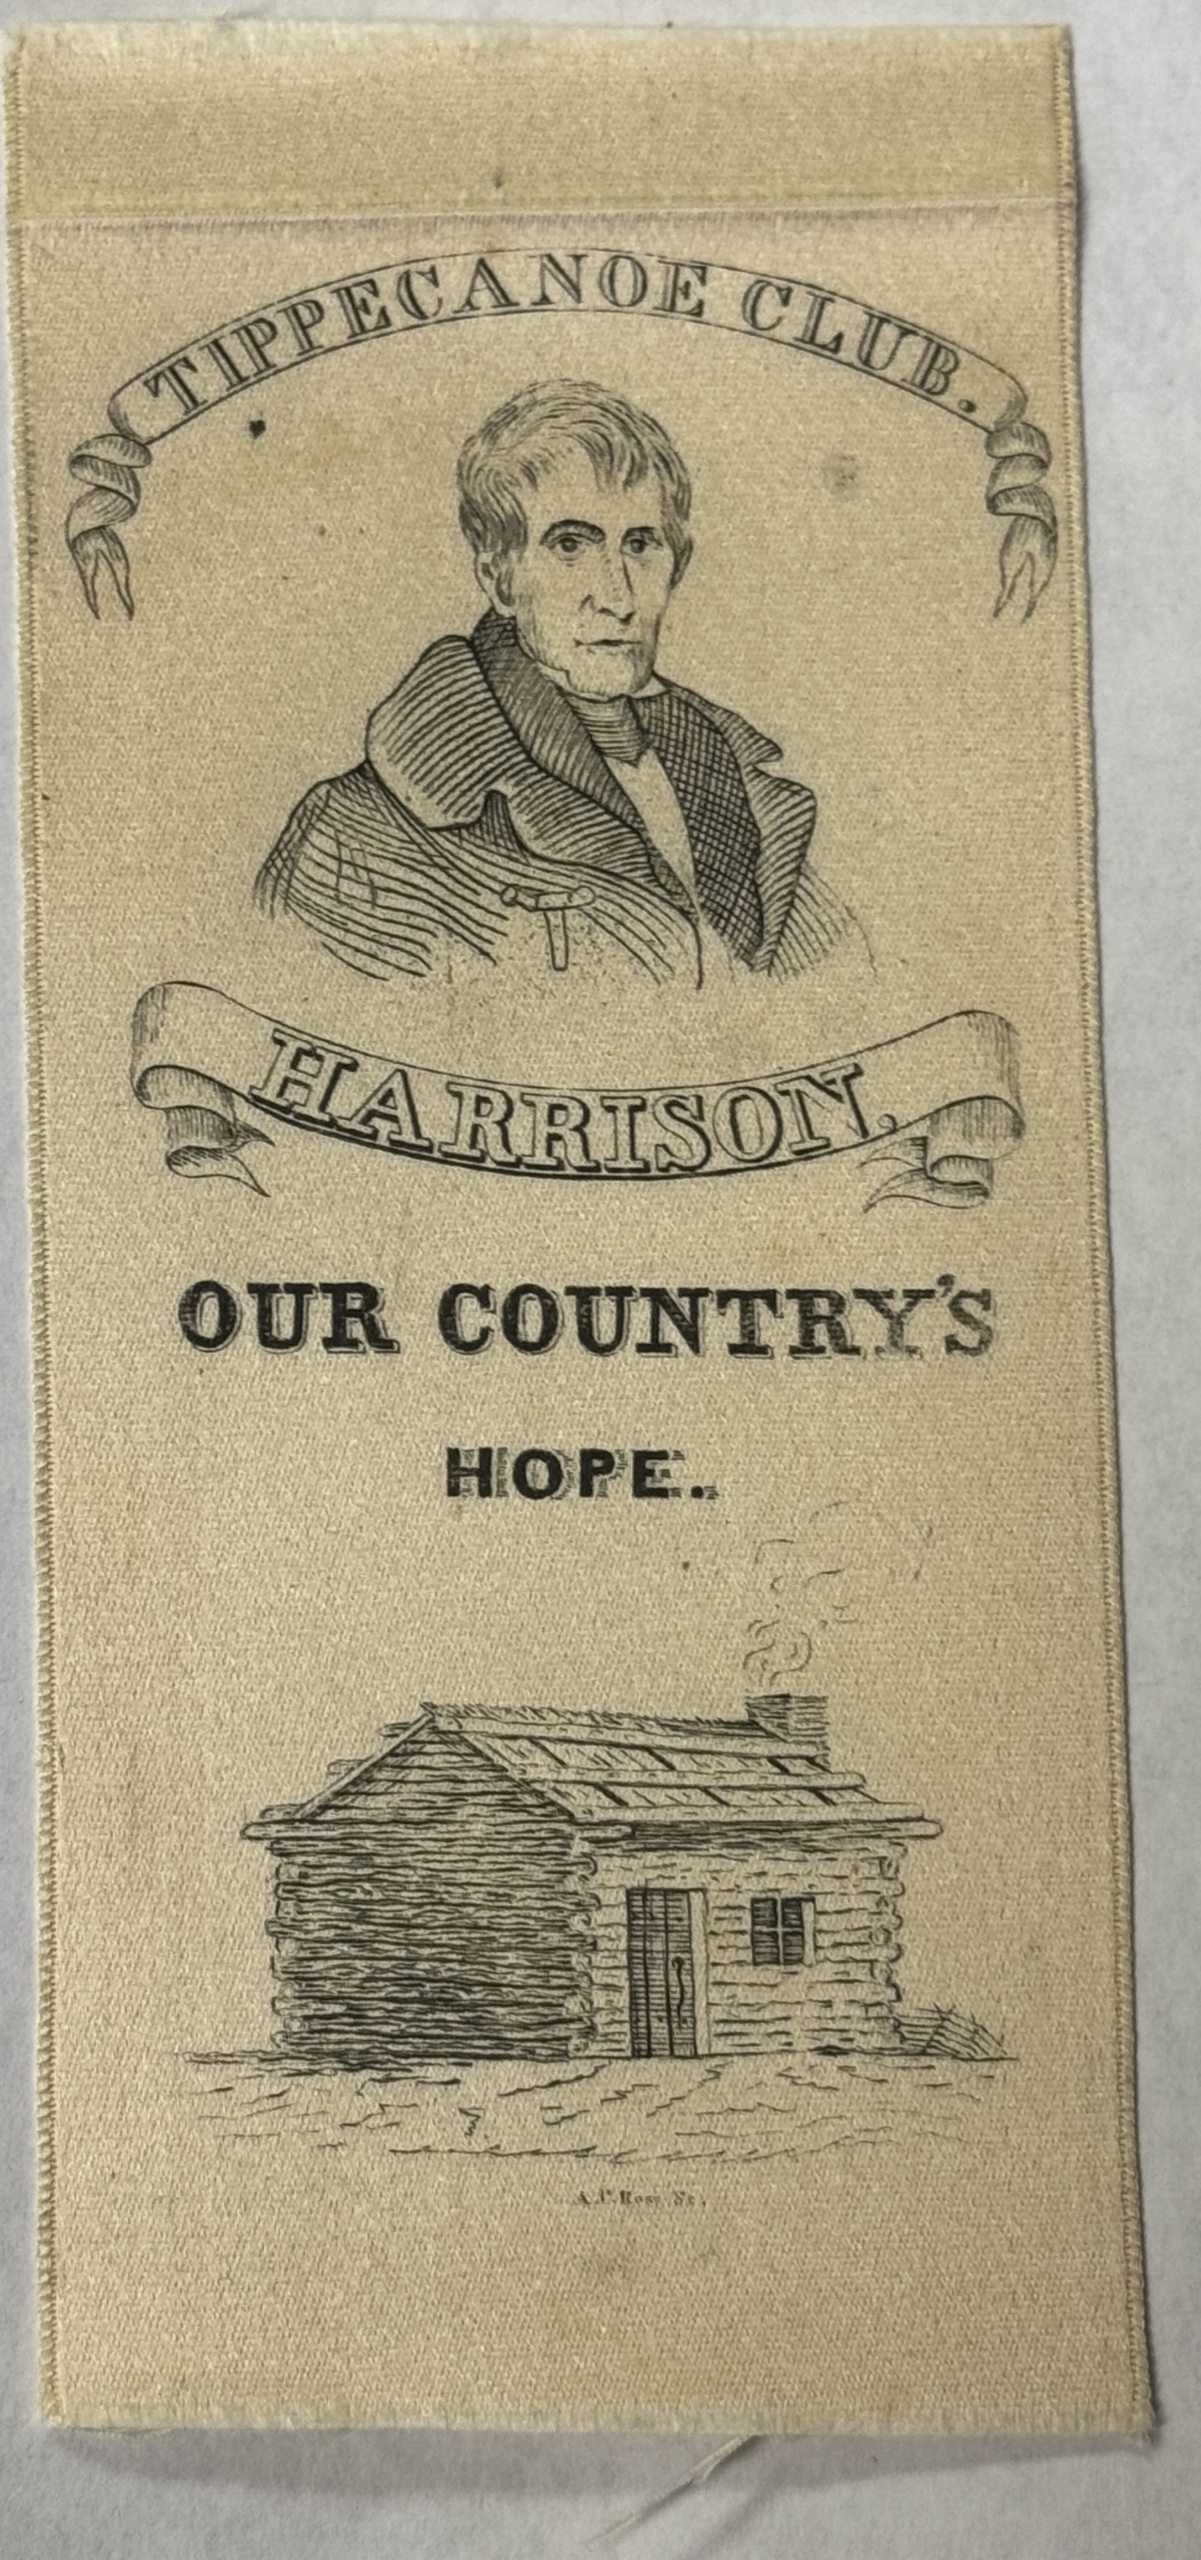 TIPPECANOE CLUB.
HARRISON.
OUR COUNTRY'S
HOPE.